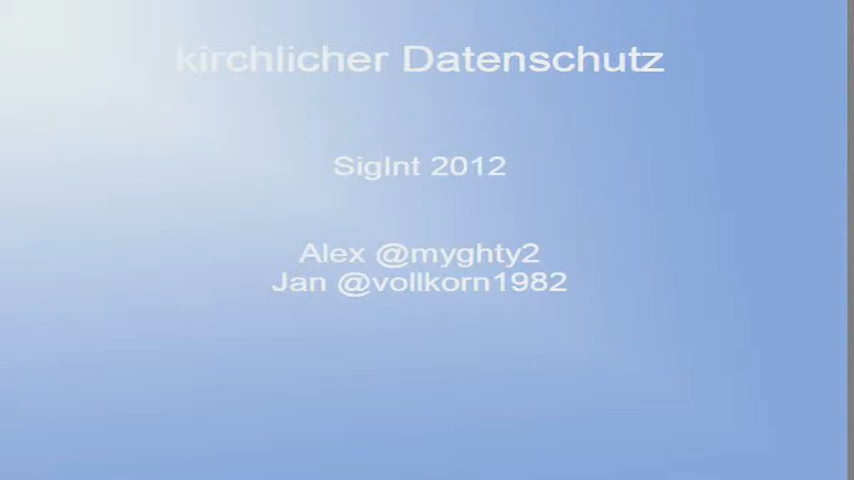 kirchlicher Datenschutz
SigInt 2012
Alex @myghty2
Jan @vollkorn1982